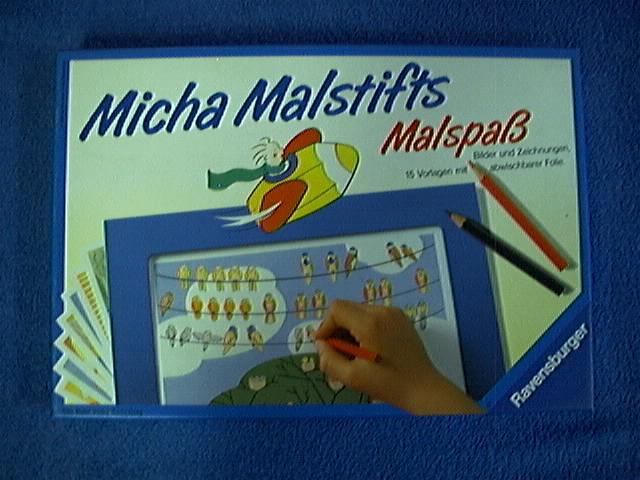 Micha Malstifts
Malspaß
Bilder und Zeichnungen,
15 Vorlagen mit abwischbarer Folie.
Ravensburger